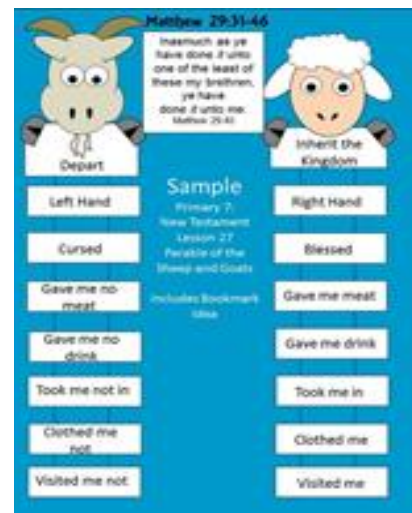 Matthew 29:31-46
Inasmuch as ye
have done it unto
one of the least of
these my brethren,
ye have
done it unto me.
Matthew 29:40
Depart
Left Hand
Cursed
Gave me no
meat
Gave me no
drink
Took me not in
Clothed me
not
Visited me not
Sample
Primary 7:
New Testament
Lesson 27
Parable of the
Sheep and Goats
Includes Bookmark
Idea
Inherit the
Kingdom
Right Hand
Blessed
Gave me meat
Gave me drink
Took me in
Clothed me
Visited me